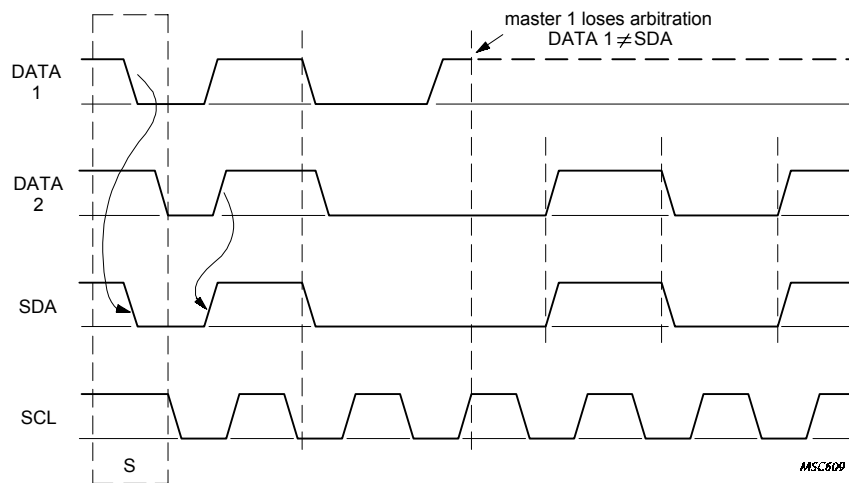 master 1 loses arbitration
DATA 1 ≠ SDA
DATA
1
DATA
2
SDA
SCL
S
MSC609